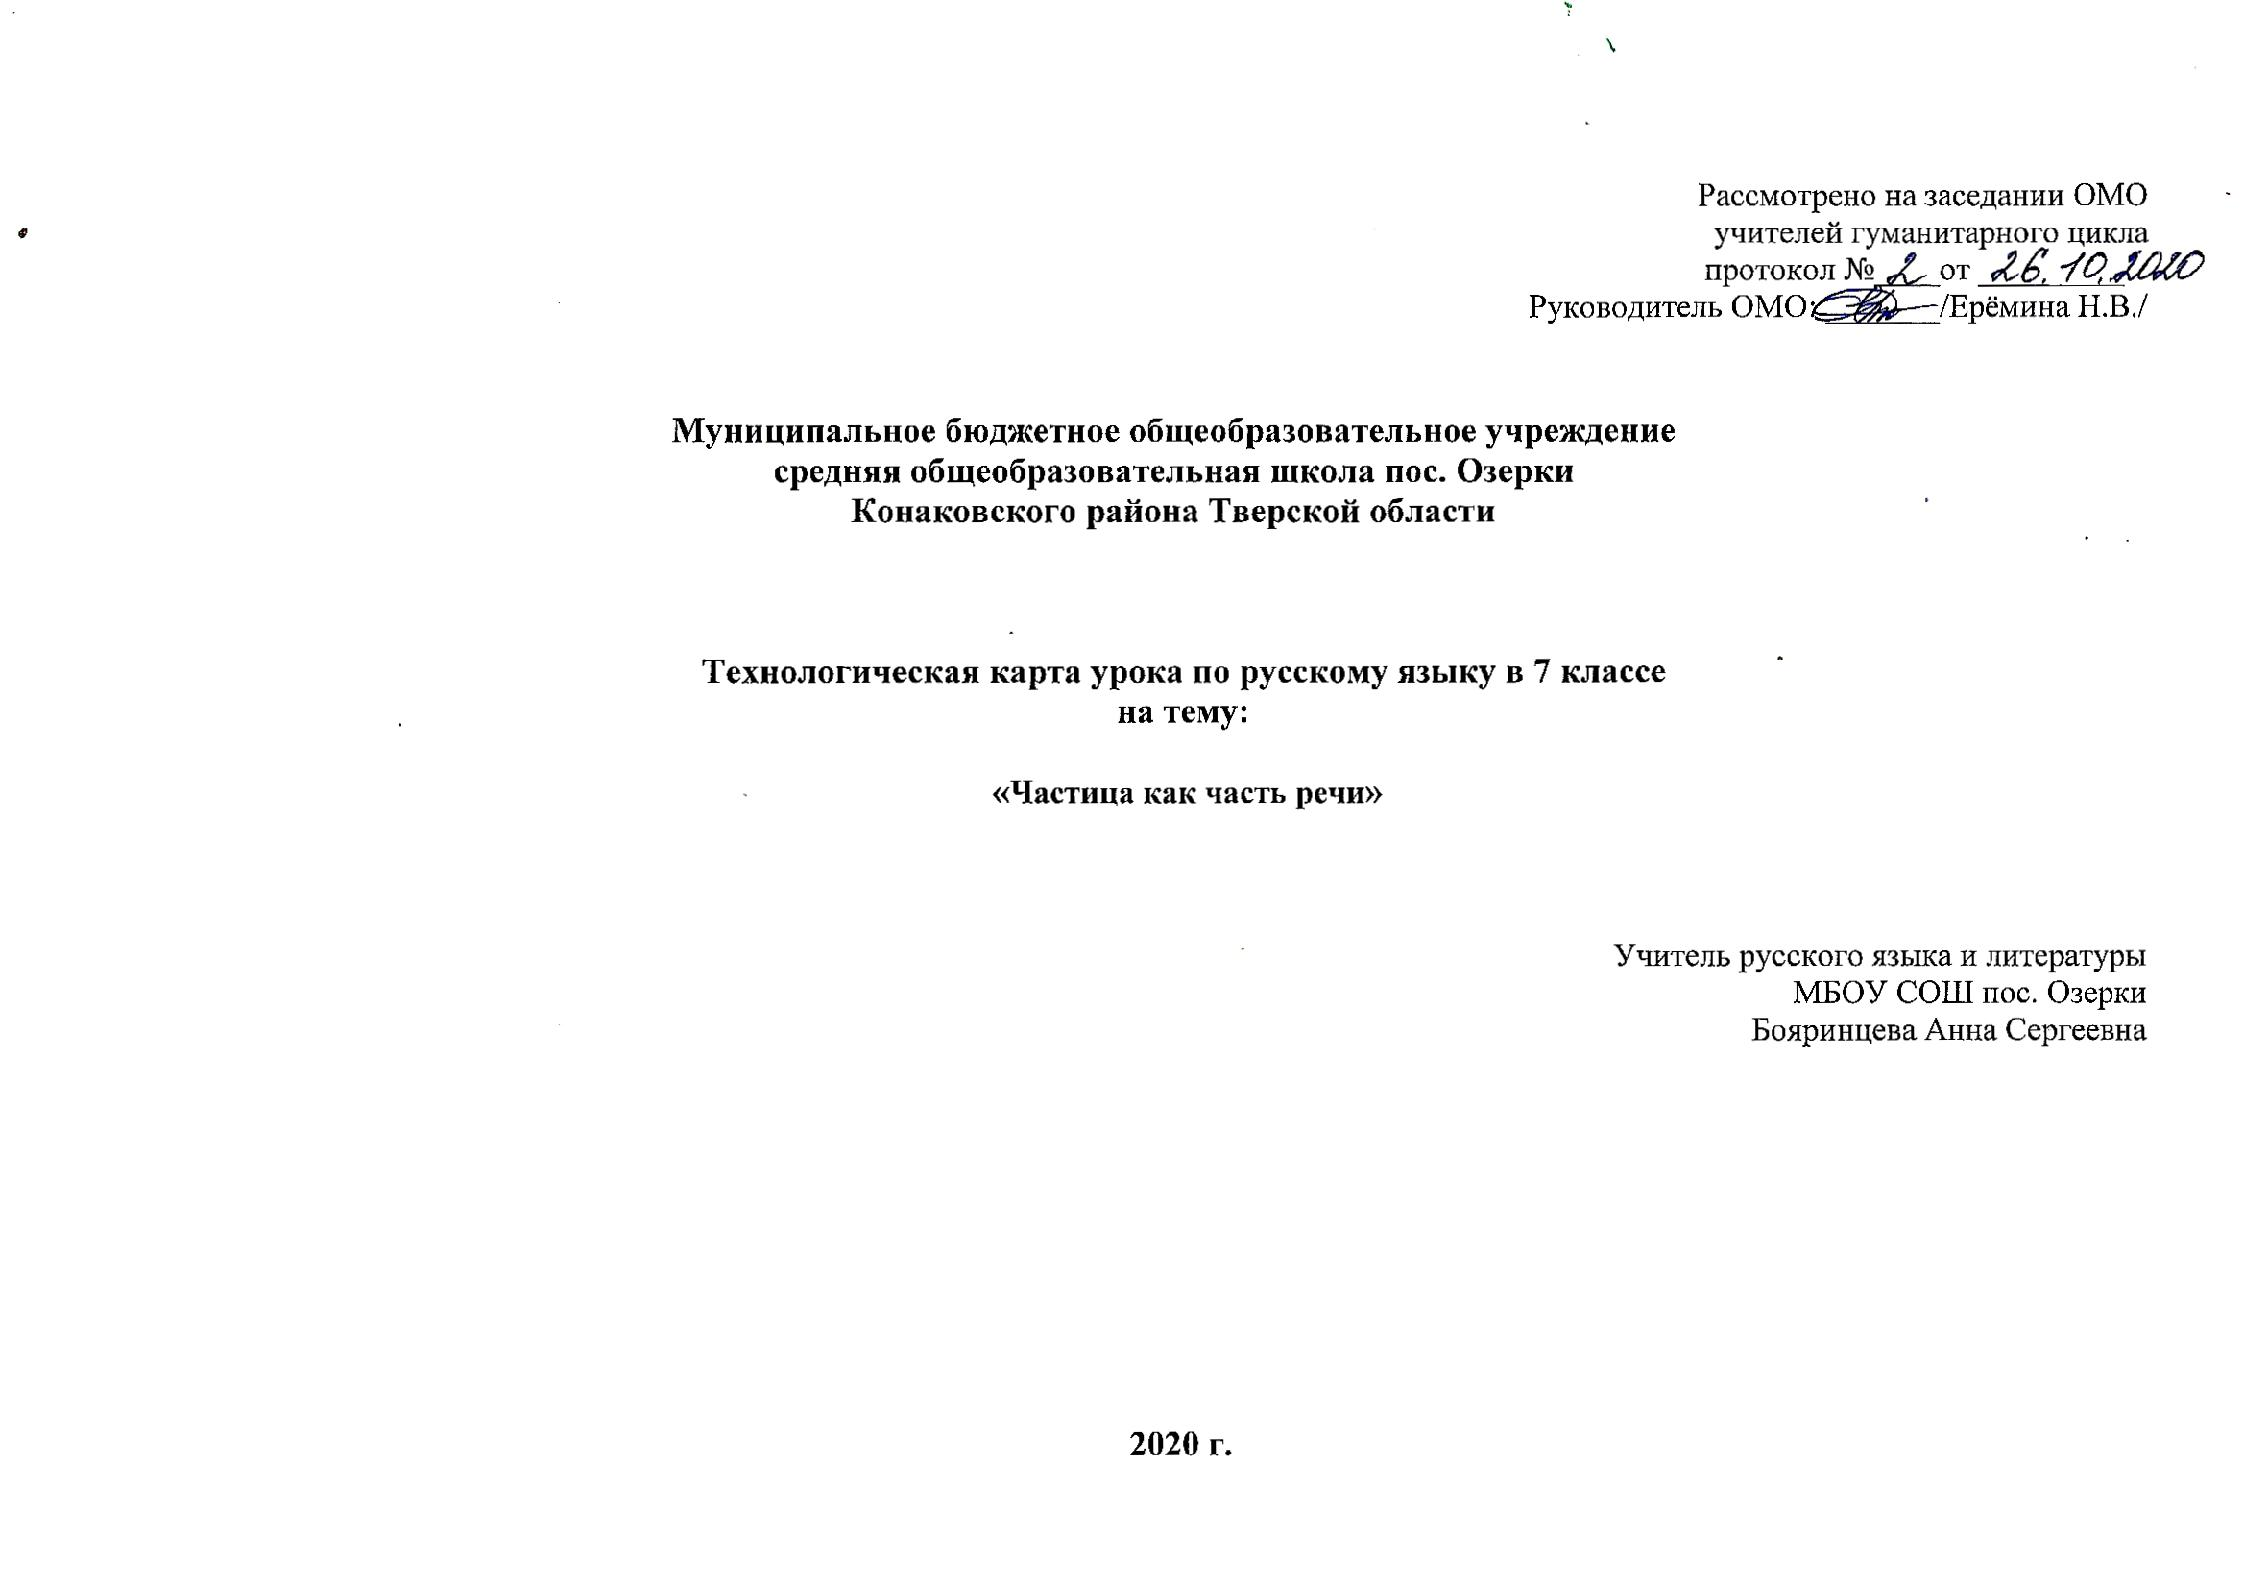 Рассмотрено на заседании ОМО
учителей гуманитарного цикла
протокол № 2 от 26.10.2020
Руководитель ОМО: /Ерёмина Н.В./
Муниципальное бюджетное общеобразовательное учреждение
средняя общеобразовательная школа пос. Озерки
Конаковского района Тверской области
Технологическая карта урока по русскому языку в 7 классе
на тему:
«Частица как часть речи»
Учитель русского языка и литературы
МБОУ СОШ пос. Озерки
Бояринцева Анна Сергеевна
2020 г.